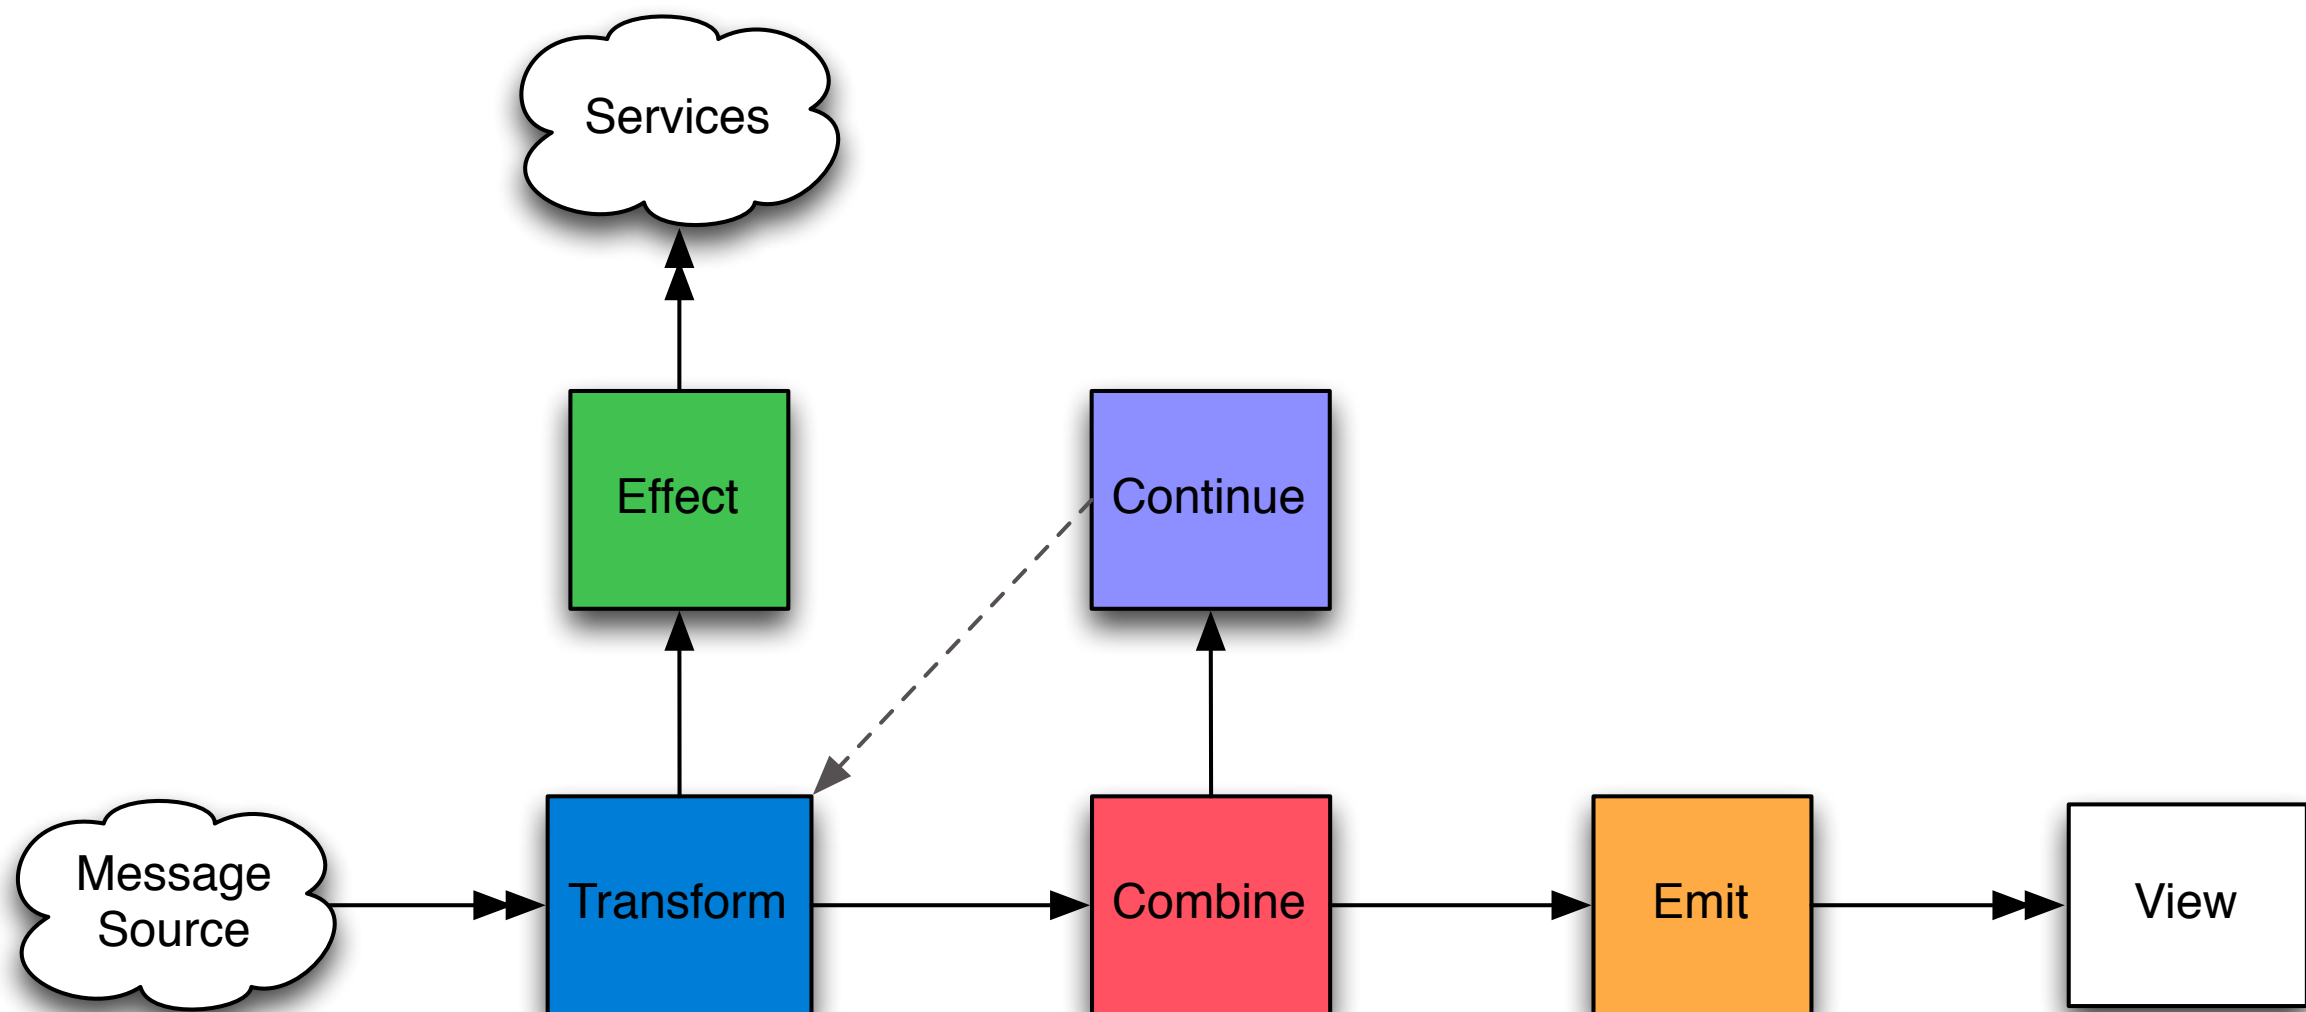 Services
Effect
Continue
Message
Source
Transform
Combine
Emit
View